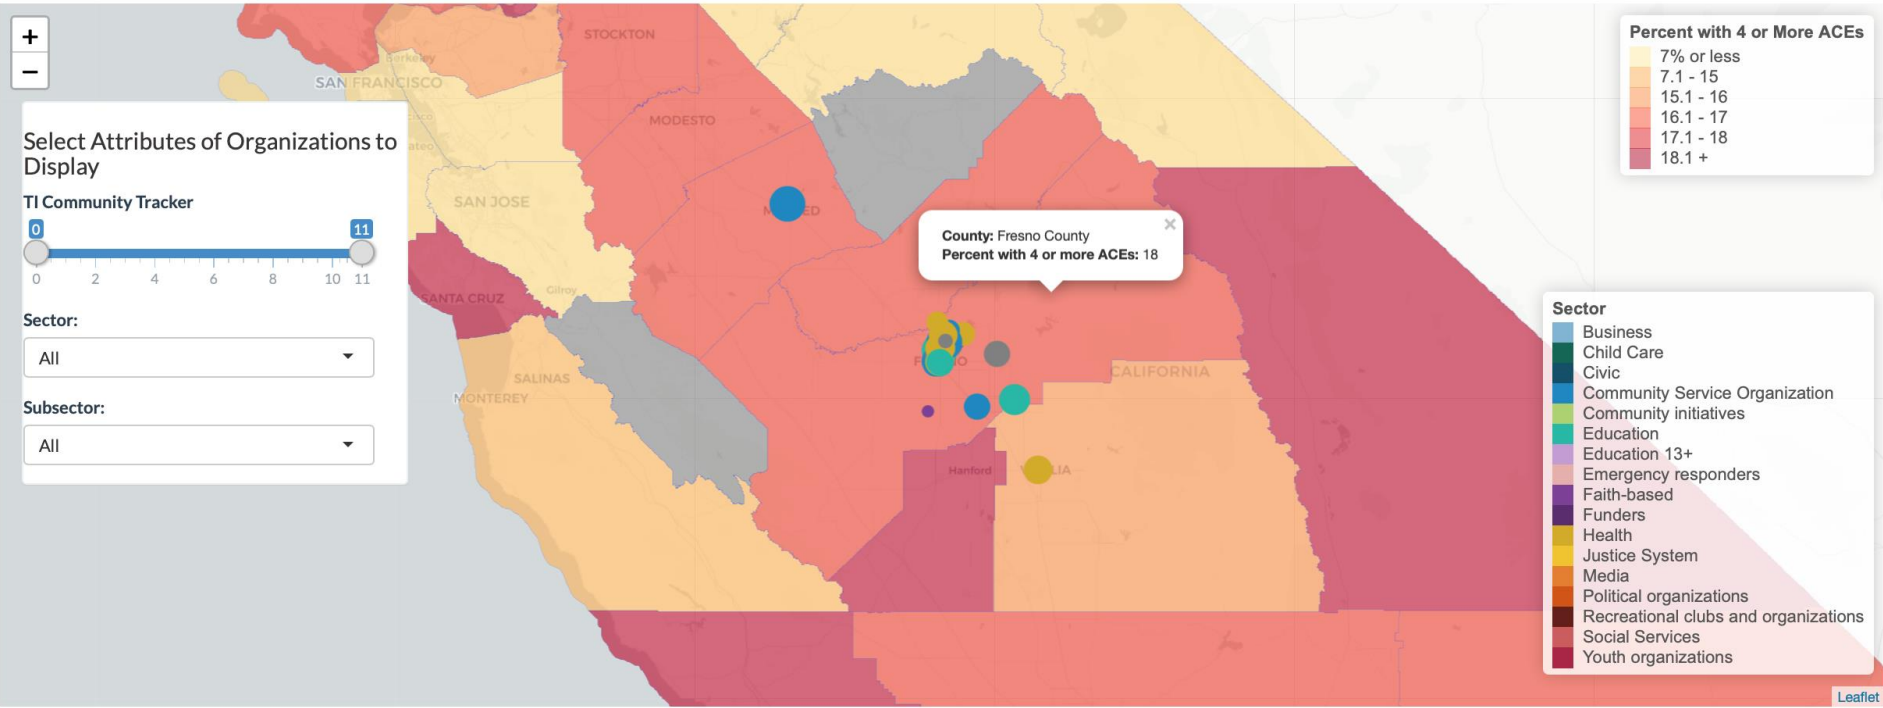 +
−
Select Attributes of Organizations to
Display
TI Community Tracker
0 11
0 2 4 6 8 10 11
Sector:
All
Subsector:
All
STOCKTON
Berkeley
SAN FRANCISCO
MODESTO
SAN JOSE
Gilroy
SANTA CRUZ
SALINAS
MONTEREY
CALIFORNIA
Hanford
×
County: Fresno County
Percent with 4 or more ACEs: 18
Percent with 4 or More ACEs
7% or less
7.1 - 15
15.1 - 16
16.1 - 17
17.1 - 18
18.1 +
Sector
Business
Child Care
Civic
Community Service Organization
Community initiatives
Education
Education 13+
Emergency responders
Faith-based
Funders
Health
Justice System
Media
Political organizations
Recreational clubs and organizations
Social Services
Youth organizations
Leaflet